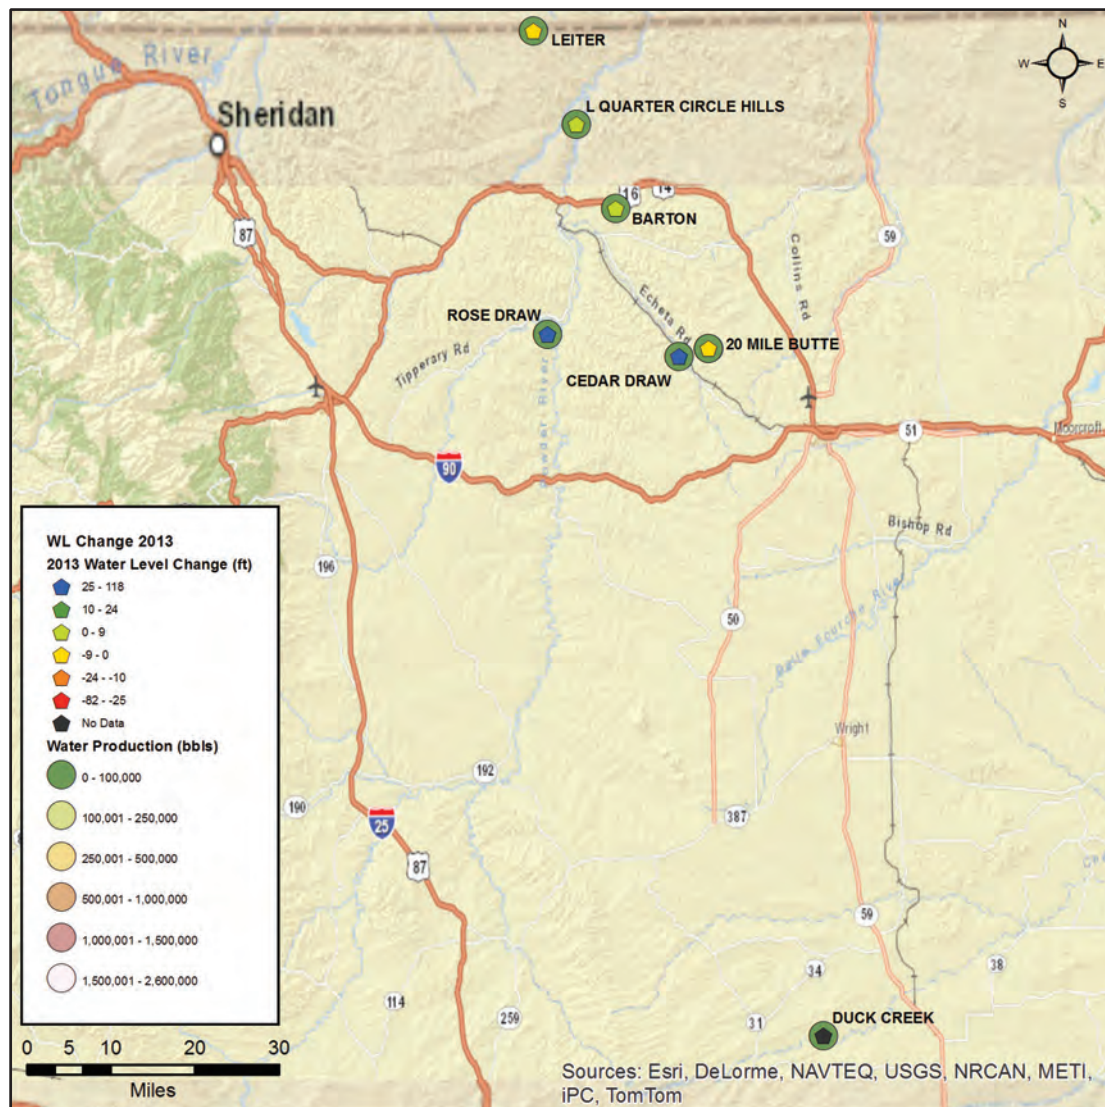 LEITER
N
W
E
S
Tongue River
L QUARTER CIRCLE HILLS
Sheridan
16
14
BARTON
87
59
Collins Rd
Echeta Rd
ROSE DRAW
20 MILE BUTTE
Tipperary Rd
CEDAR DRAW
Powder River
51
Moorcroft
90
Bishop Rd
WL Change 2013
2013 Water Level Change (ft)
25 - 118
10 - 24
0 - 9
-9 - 0
-24 - -10
-82 - -25
No Data
Water Production (bbls)
0 - 100,000
100,001 - 250,000
250,001 - 500,000
500,001 - 1,000,000
1,000,001 - 1,500,000
1,500,001 - 2,600,000
196
50
Belle Fourche River
Wright
192
190
387
25
87
59
34
38
114
259
31
DUCK CREEK
0 5 10 20 30
Miles
Sources: Esri, DeLorme, NAVTEQ, USGS, NRCAN, METI,
iPC, TomTom